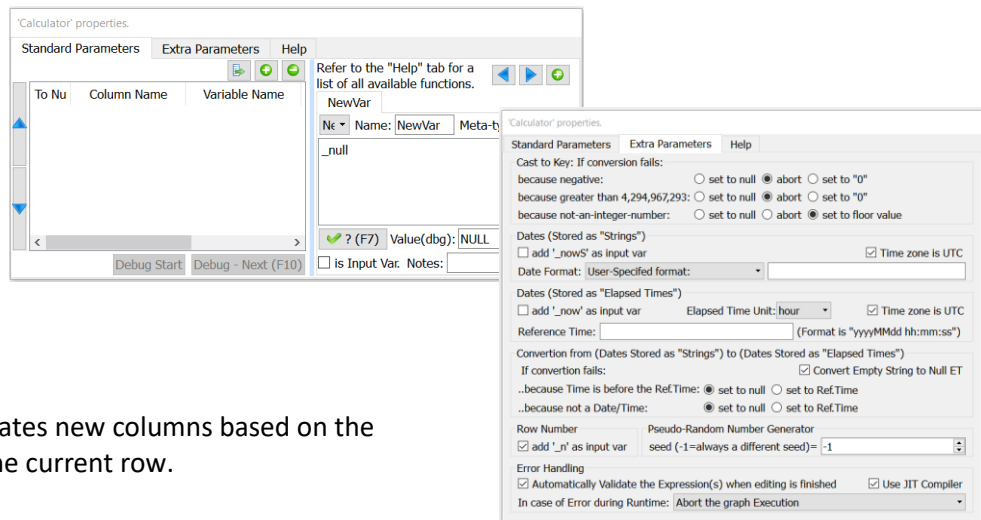 'Calculator' properties.
Standard Parameters Extra Parameters Help
Refer to the "Help" tab for a
list of all available functions.
To Nu Column Name Variable Name
NewVar
Name: NewVar
_null
? (F7) Value(dbg): NULL
Debug Start Debug - Next (F10)
is Input Var. Notes:
'Calculator' properties.
Standard Parameters Extra Parameters Help
Cast to Key: If conversion fails:
because negative: set to null abort set to "0"
because greater than 4,294,967,293: set to null abort set to "0"
because not-an-integer-number: set to null abort set to floor value
Dates (Stored as "Strings")
add '_nowS' as input var Time zone is UTC
Date Format: User-Specifed format:
Dates (Stored as "Elapsed Times")
add '_now' as input var Elapsed Time Unit: hour Time zone is UTC
Reference Time: (Format is "yyyyMMdd hh:mm:ss")
Convertion from (Dates Stored as "Strings") to (Dates Stored as "Elapsed Times")
If convertion fails: Convert Empty String to Null ET
..because Time is before the Ref.Time: set to null set to Ref.Time
..because not a Date/Time: set to null set to Ref.Time
Row Number Pseudo-Random Number Generator
add '_n' as input var seed (-1=always a different seed)= -1
Error Handling
Automatically Validate the Expression(s) when editing is finished Use JIT Compiler
In case of Error during Runtime: Abort the graph Execution
ates new columns based on the
ne current row.